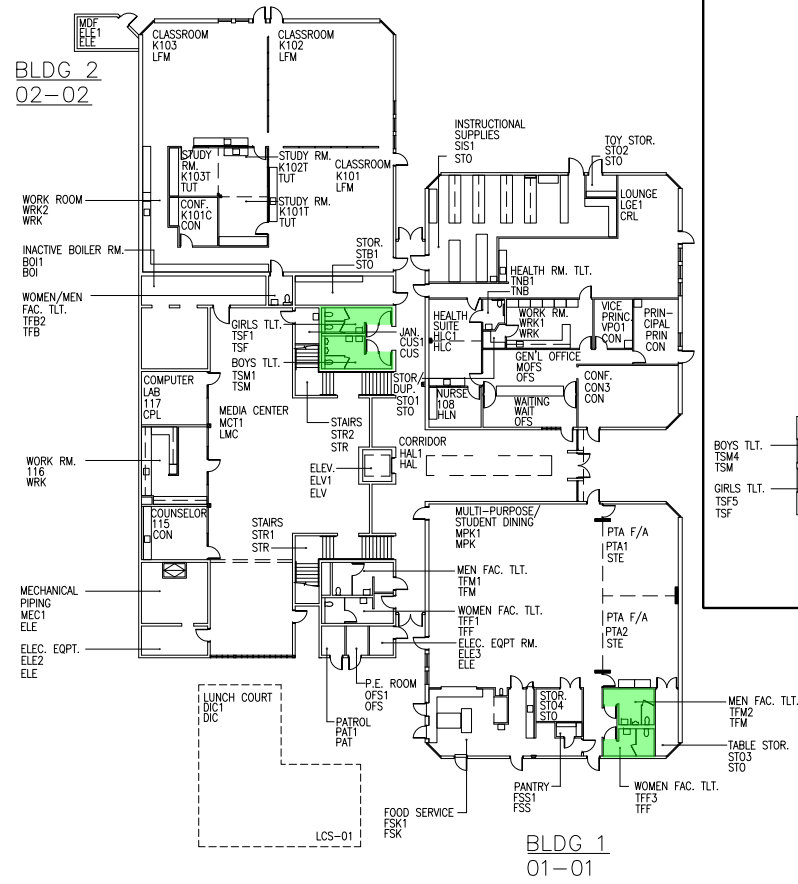 MDF
ELE1
ELE
BLDG 2
02-02
CLASSROOM
K103
LFM
CLASSROOM
K102
LFM
STUDY
RM.
K103T
TUT
STUDY RM.
K102T
TUT
CLASSROOM
K101
LFM
CONF.
K101C
CON
STUDY RM.
K101T
TUT
WORK ROOM
WRK2
WRK
INACTIVE BOILER RM.
BOI1
BOI
WOMEN/MEN
FAC. TLT.
TFB2
TFB
STOR.
STB1
STO
GIRLS TLT.
TSF1
TSF
BOYS TLT.
TSM1
TSM
JAN.
CUS1
CUS
INSTRUCTIONAL
SUPPLIES
SIS1
STO
TOY STOR.
STO2
STO
LOUNGE
LGE1
CRL
HEALTH RM. TLT.
TNB1
TNB
HEALTH
SUITE
HLC1
HLC
WORK RM.
WRK1
WRK
VICE
PRINC.
VPO1
CON
PRIN-
CIPAL
PRIN
CON
GEN'L OFFICE
MOFS
OFS
STOR/
DUP.
STO1
STO
NURSE
108
HLN
WAITING
WAIT
OFS
CONF.
CON3
CON
COMPUTER
LAB
117
CPL
MEDIA CENTER
MCT1
LMC
STAIRS
STR2
STR
CORRIDOR
HAL1
HAL
ELEV.
ELV1
ELV
WORK RM.
116
WRK
COUNSELOR
115
CON
STAIRS
STR1
STR
MULTI-PURPOSE/
STUDENT DINING
MPK1
MPK
PTA F/A
PTA1
STE
PTA F/A
PTA2
STE
BOYS TLT.
TSM4
TSM
GIRLS TLT.
TSF5
TSF
MECHANICAL
PIPING
MEC1
ELE
ELEC. EQPT.
ELE2
ELE
MEN FAC. TLT.
TFM1
TFM
WOMEN FAC. TLT.
TFF1
TFF
ELEC. EQPT RM.
ELE3
ELE
P.E. ROOM
OFS1
OFS
PATROL
PAT1
PAT
LUNCH COURT
DIC1
DIC
LCS-01
STOR.
STO4
STO
MEN FAC. TLT.
TFM2
TFM
TABLE STOR.
STO3
STO
WOMEN FAC. TLT.
TFF3
TFF
PANTRY
FSS1
FSS
FOOD SERVICE
FSK1
FSK
BLDG 1
01-01